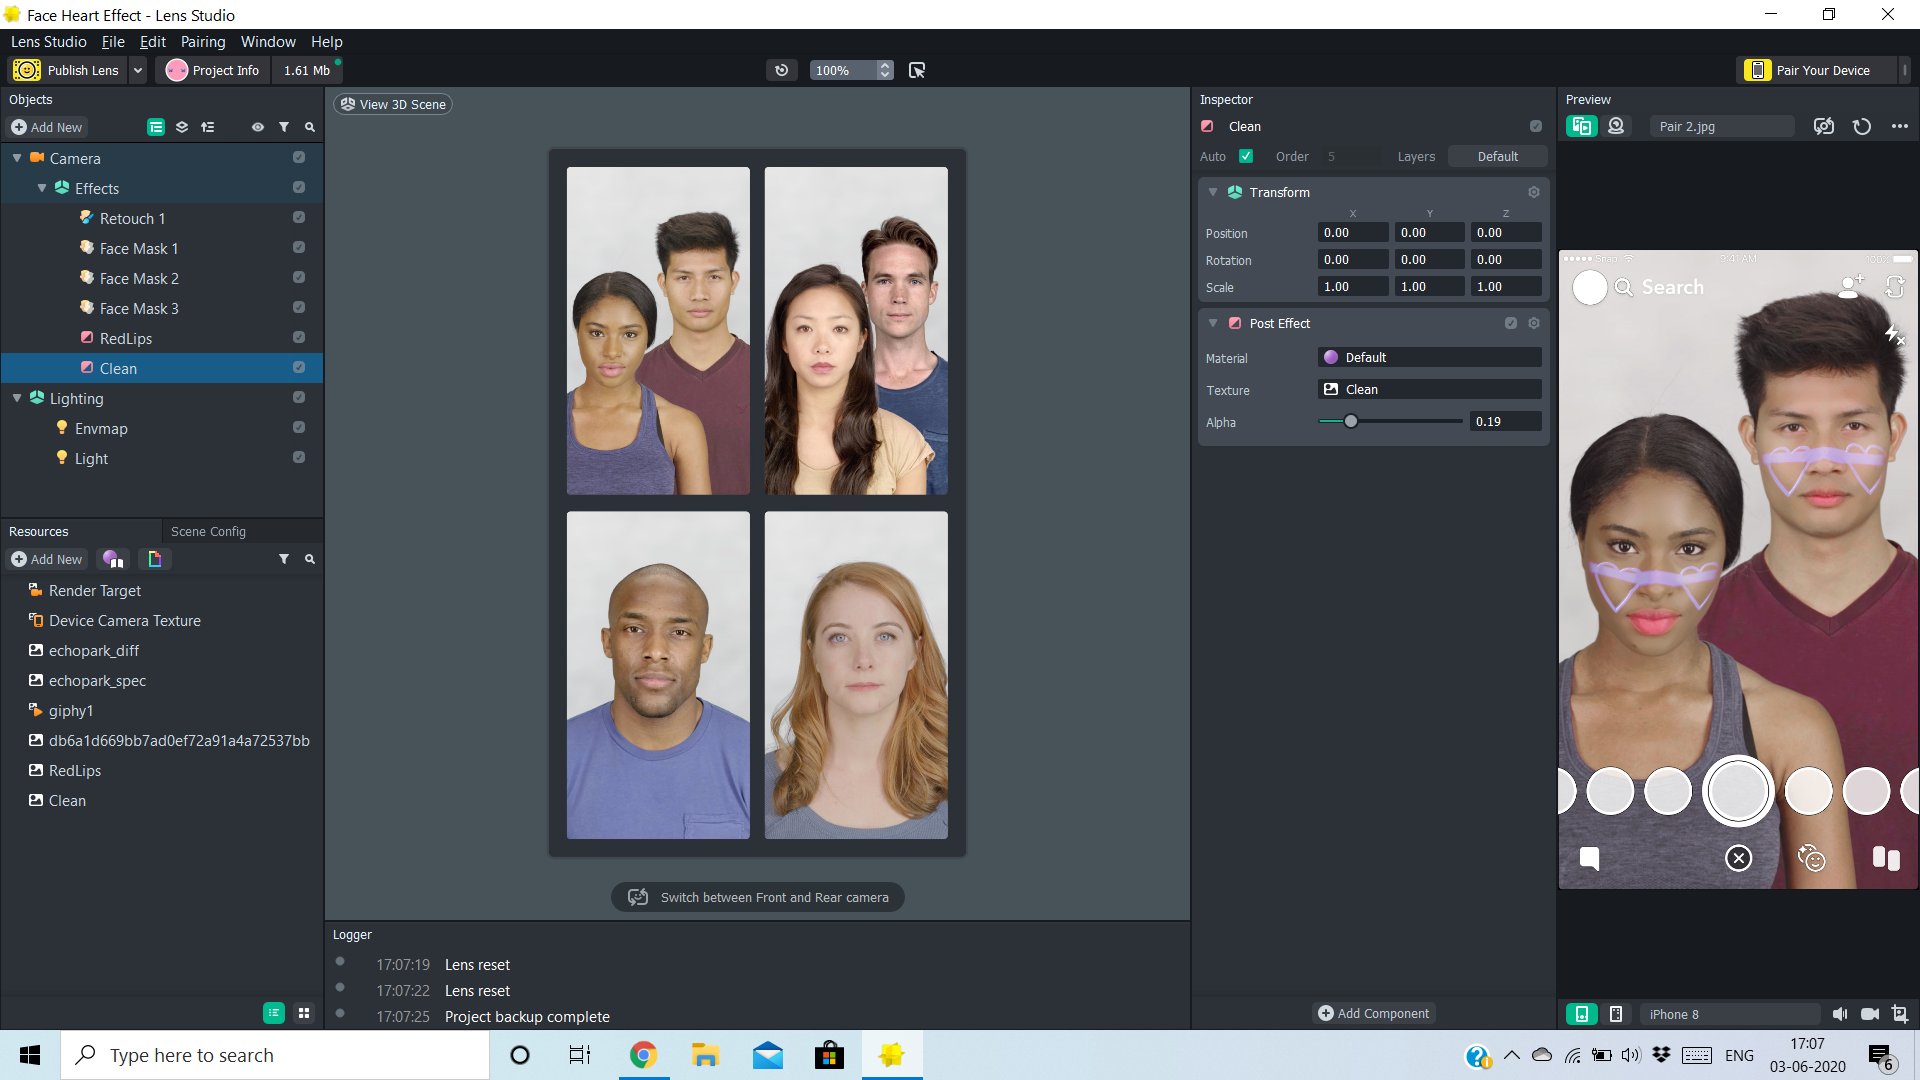 Face Heart Effect - Lens Studio
Lens Studio File Edit Pairing Window Help
Publish Lens Project Info 1.61 Mb 100% Pair Your Device
Objects
Add New
Camera
Effects
Retouch 1
Face Mask 1
Face Mask 2
Face Mask 3
RedLips
Clean
Lighting
Envmap
Light
Resources Scene Config
Add New
Render Target
Device Camera Texture
echopark_diff
echopark_spec
giphy1
db6a1d669bb7ad0ef72a91a4a72537bb
RedLips
Clean
View 3D Scene
Switch between Front and Rear camera
Logger
17:07:19 Lens reset
17:07:22 Lens reset
17:07:25 Project backup complete
Inspector
Clean
Auto Order 5 Layers Default
Transform
X Y Z
Position 0.00 0.00 0.00
Rotation 0.00 0.00 0.00
Scale 1.00 1.00 1.00
Post Effect
Material Default
Texture Clean
Alpha 0.19
Add Component
Preview
Pair 2.jpg
Snap 9:41 AM 100%
Search
iPhone 8
Type here to search
ENG
17:07
03-06-2020
6